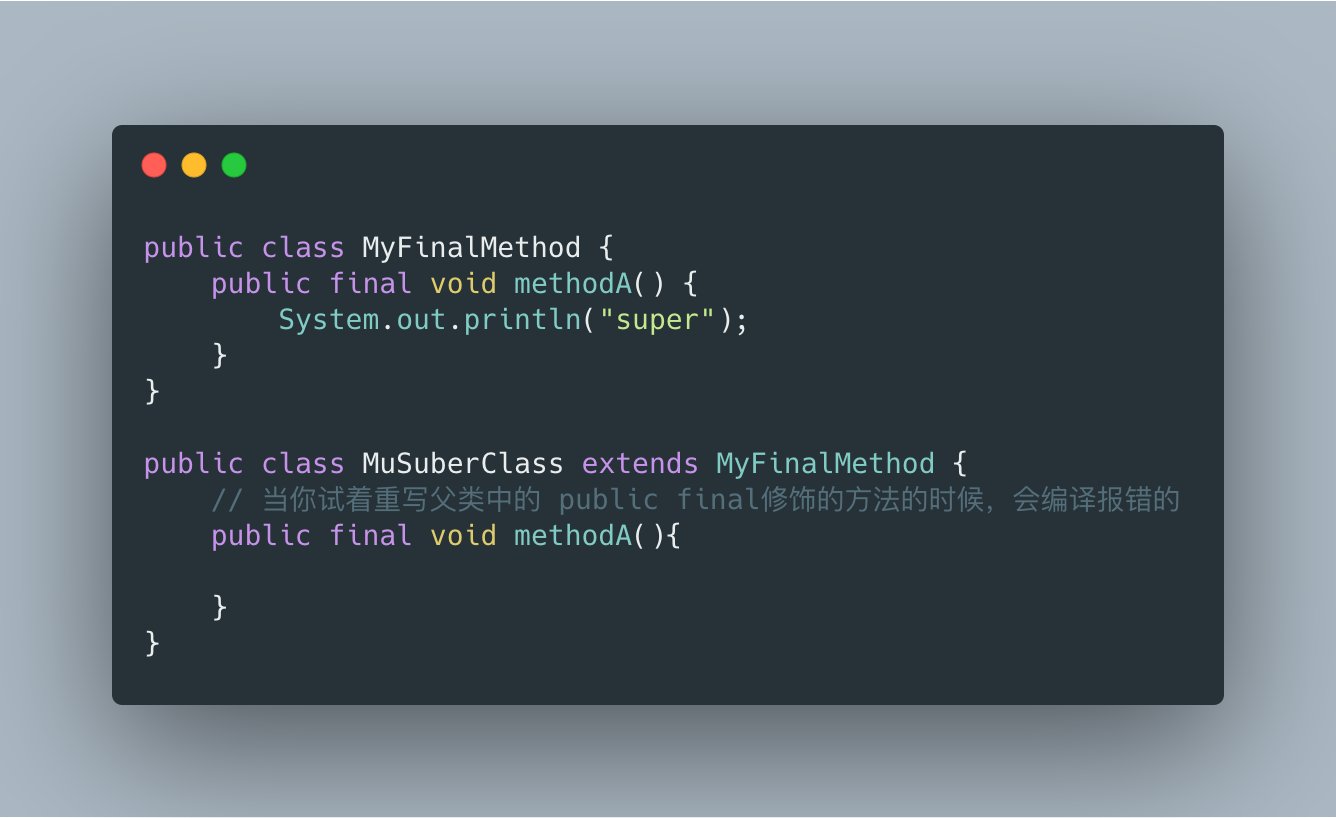 public class MyFinalMethod {
    public final void methodA() {
        System.out.println("super");
    }
}
public class MuSuberClass extends MyFinalMethod {
    // 当你试着重写父类中的 public final修饰的方法的时候，会编译报错的
    public final void methodA(){
    }
}